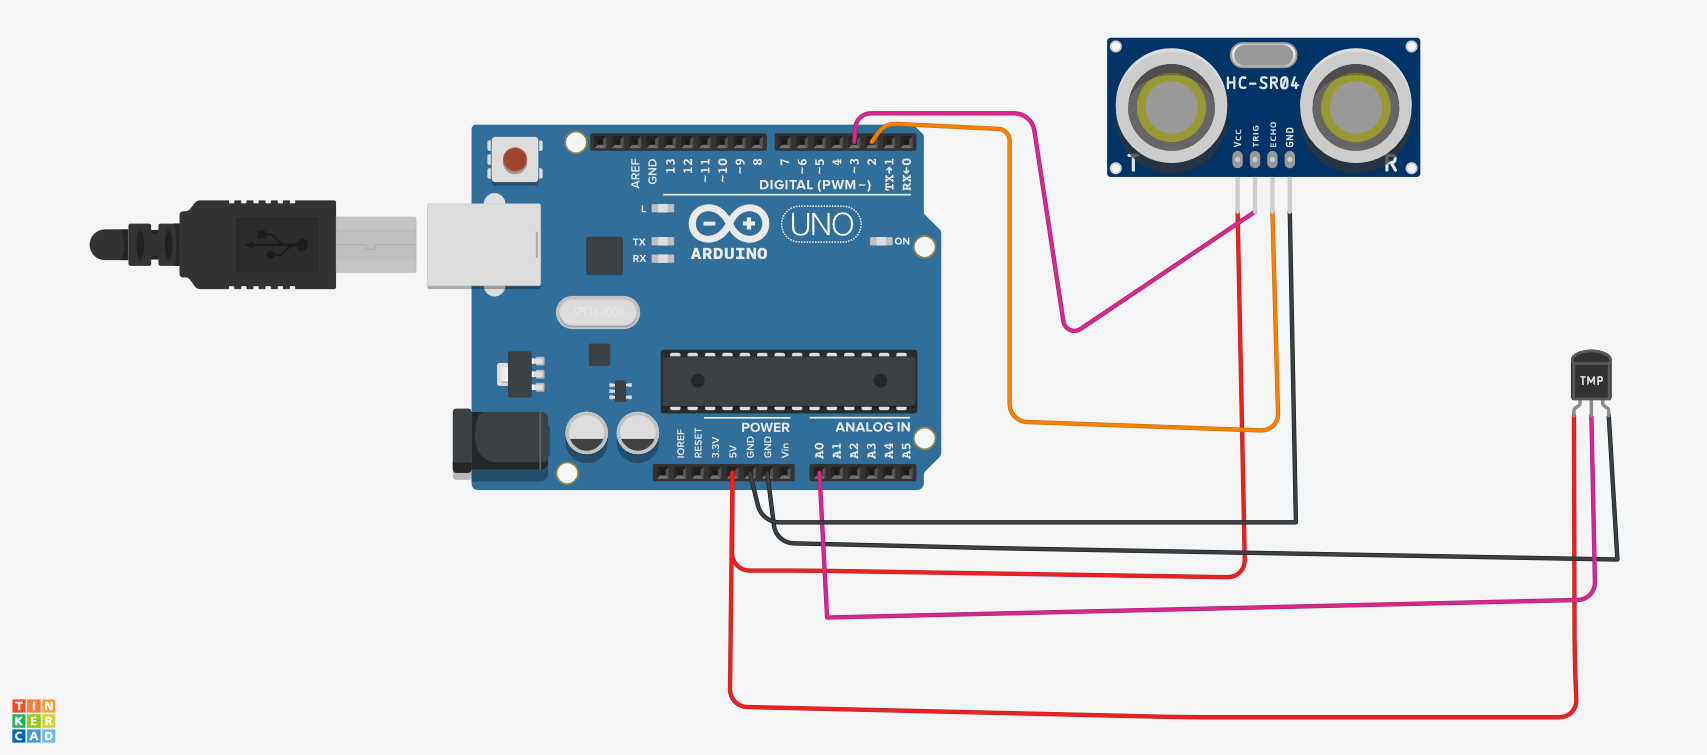 HC-SR04
VCC
TRIG
ECHO
GND
T
R
AREF
GND
13
12
~11
~10
~9
8
7
~6
~5
4
~3
2
TX→1
RX←0
DIGITAL (PWM~)
L
TX
RX
ARDUINO
UNO
ON
SPK16.000G
TMP
POWER
ANALOG IN
IOREF
RESET
3.3V
5V
GND
GND
Vin
A0
A1
A2
A3
A4
A5
TIN
KER
CAD